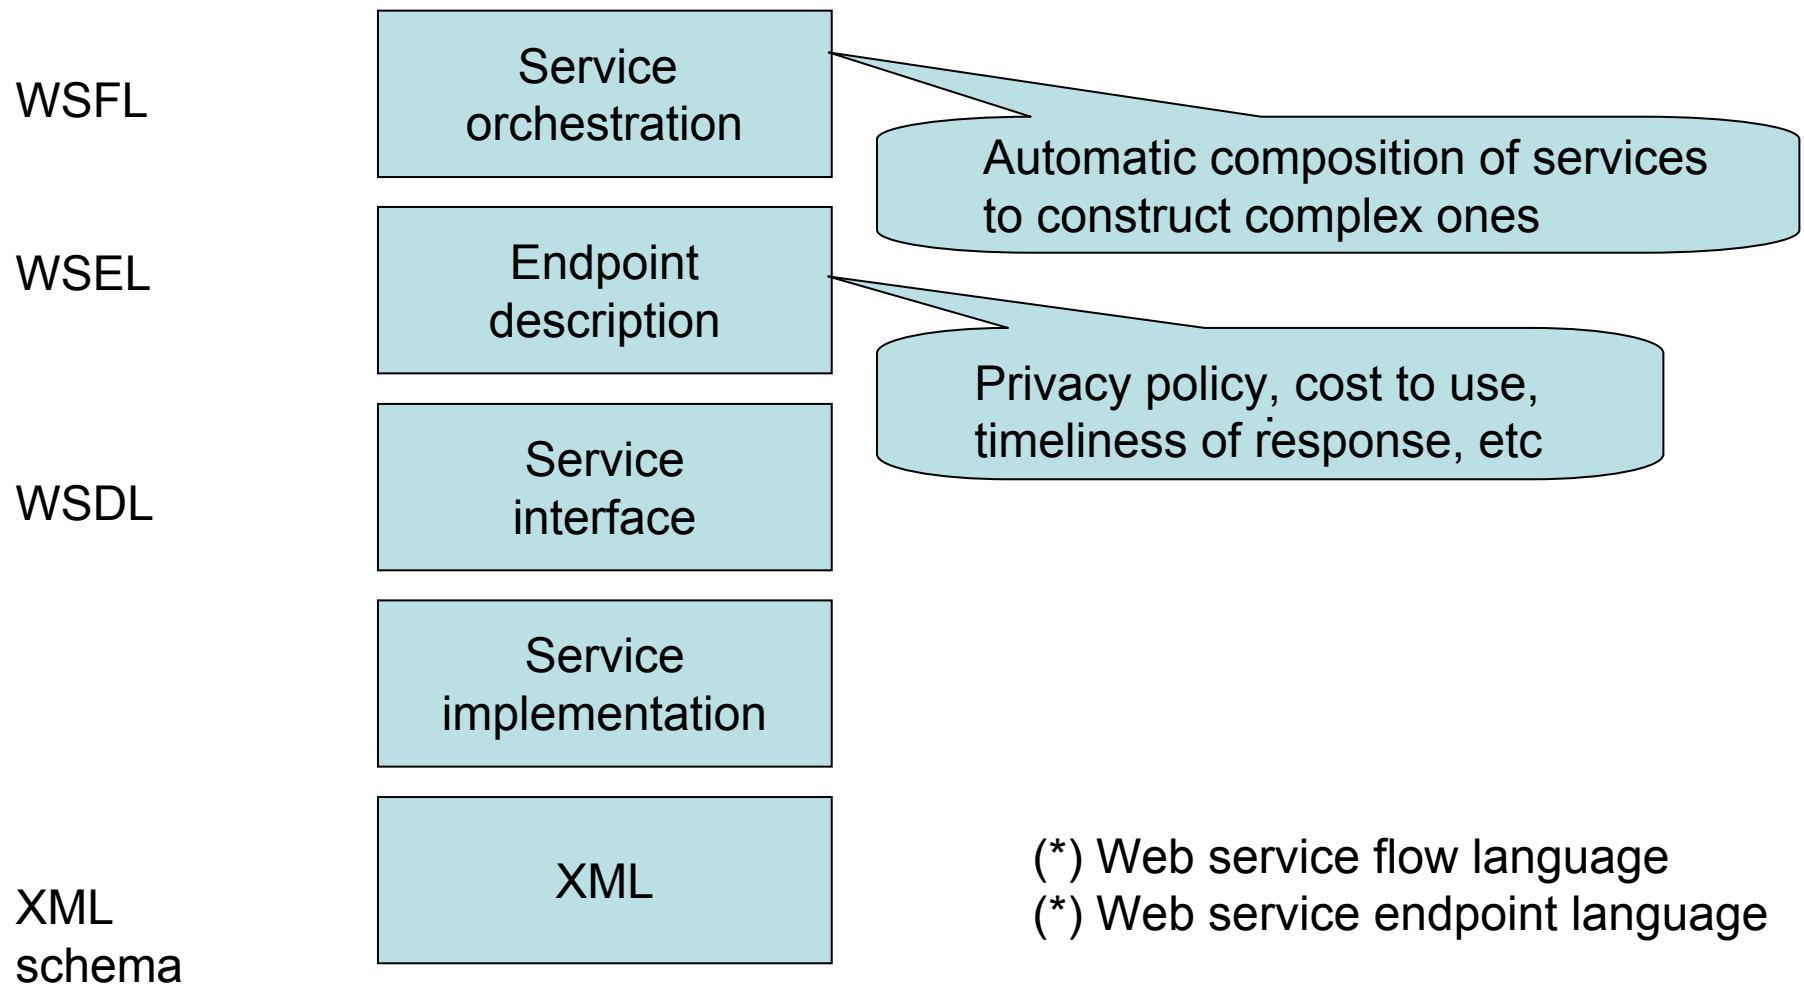 WSFL
Service
orchestration
Automatic composition of services
to construct complex ones
WSEL
Endpoint
description
Privacy policy, cost to use,
timeliness of response, etc
WSDL
Service
interface
Service
implementation
XML
schema
XML
(*) Web service flow language
(*) Web service endpoint language